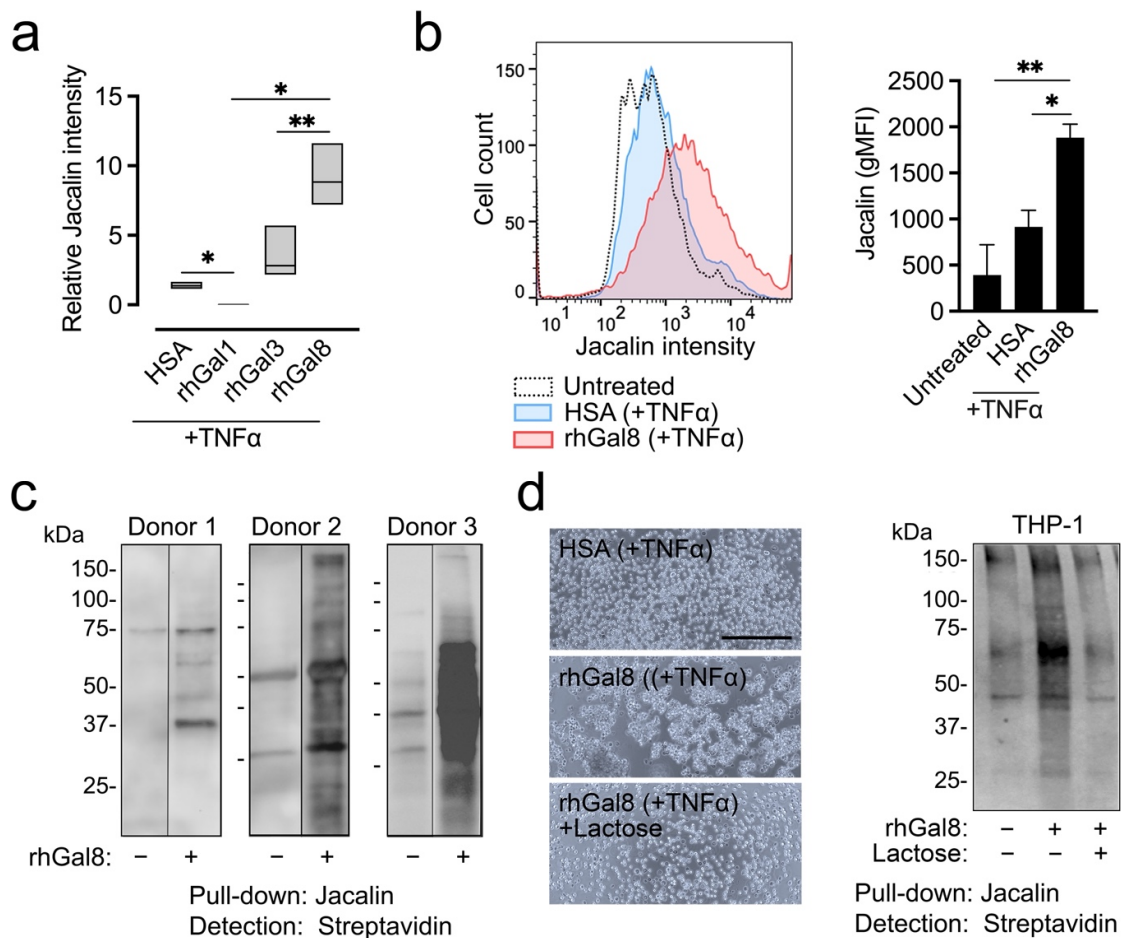 a
Relative Jacalin intensity
15
10
5
0
*
*
**
HSA
rhGal1
rhGal3
rhGal8
+TNFα
b
Cell count
150
100
50
0
10¹ 10² 10³ 10⁴
Jacalin intensity
Untreated
HSA (+TNFα)
rhGal8 (+TNFα)
Jacalin (gMFI)
2500
2000
1500
1000
500
0
**
*
Untreated
HSA
rhGal8
+TNFα
c
kDa
Donor 1 Donor 2 Donor 3
150-
100-
75-
50-
37-
25-
rhGal8: – + – + – +
Pull-down: Jacalin
Detection: Streptavidin
d
HSA (+TNFα)
rhGal8 ((+TNFα)
rhGal8 (+TNFα)
+Lactose
THP-1
kDa
150-
100-
75-
50-
37-
25-
rhGal8: – + +
Lactose: – – +
Pull-down: Jacalin
Detection: Streptavidin